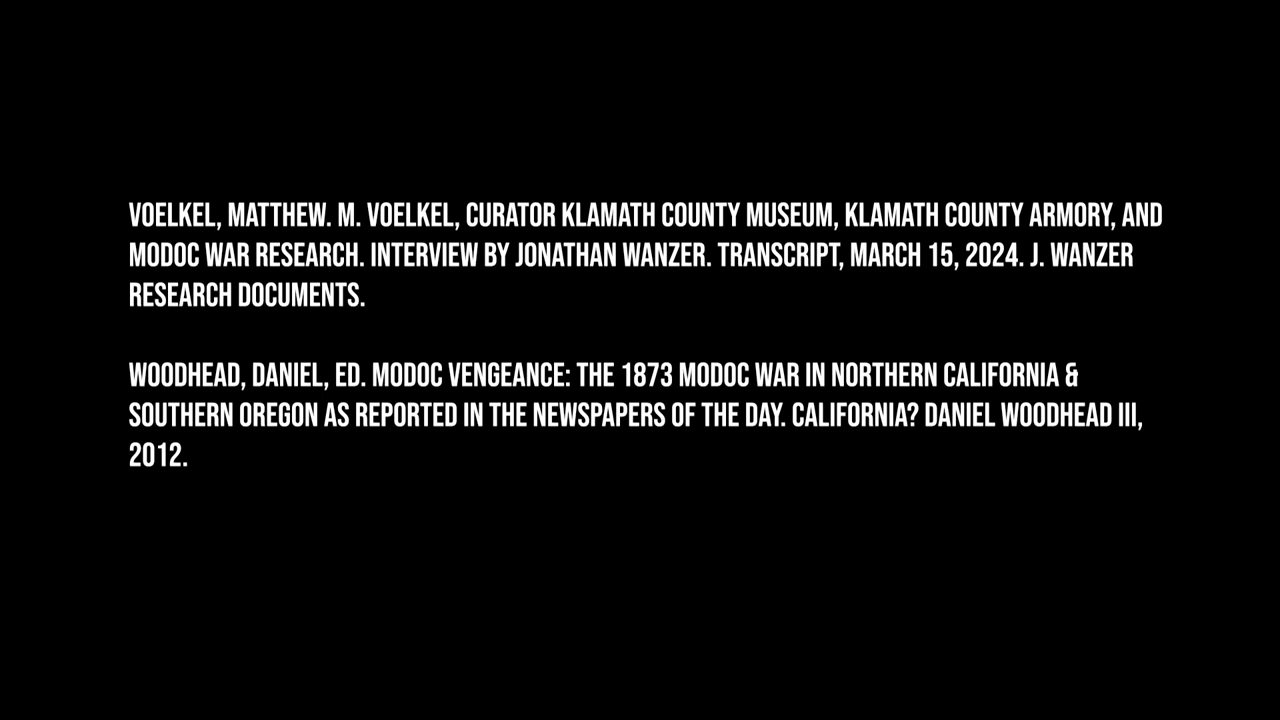 VOELKEL, MATTHEW. M. VOELKEL, CURATOR KLAMATH COUNTY MUSEUM, KLAMATH COUNTY ARMORY, AND
MODOC WAR RESEARCH. INTERVIEW BY JONATHAN WANZER. TRANSCRIPT, MARCH 15, 2024. J. WANZER
RESEARCH DOCUMENTS.
WOODHEAD, DANIEL, ED. MODOC VENGEANCE: THE 1873 MODOC WAR IN NORTHERN CALIFORNIA &
SOUTHERN OREGON AS REPORTED IN THE NEWSPAPERS OF THE DAY. CALIFORNIA? DANIEL WOODHEAD III,
2012.